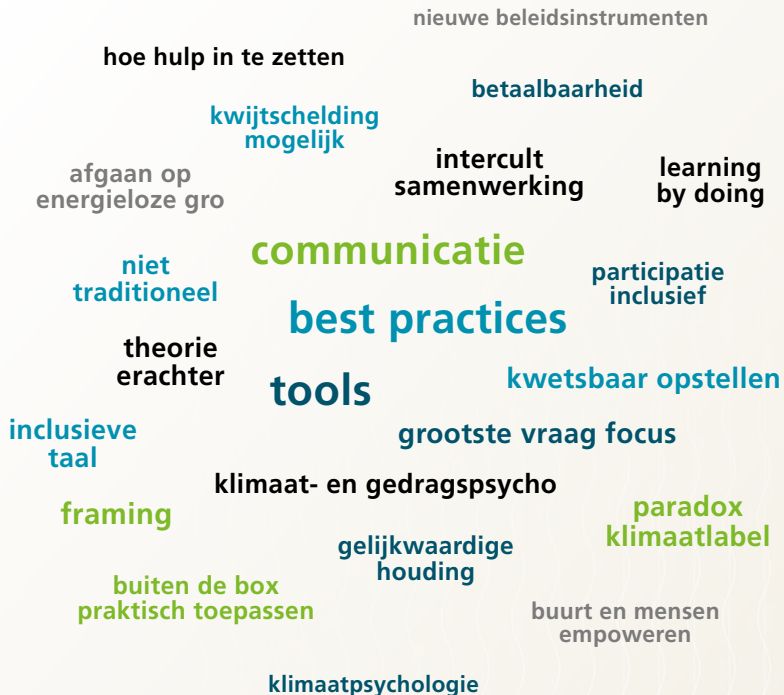 nieuwe beleidsinstrumenten
hoe hulp in te zetten
betaalbaarheid
kwijtschelding
mogelijk
intercult
samenwerking
learning
by doing
afgaan op
energieloze gro
communicatie
niet
traditioneel
participatie
inclusief
best practices
theorie
erachter
tools
kwetsbaar opstellen
inclusieve
taal
grootste vraag focus
klimaat- en gedragspsycho
framing
paradox
klimaatlabel
gelijkwaardige
houding
buiten de box
praktisch toepassen
buurt en mensen
empoweren
klimaatpsychologie